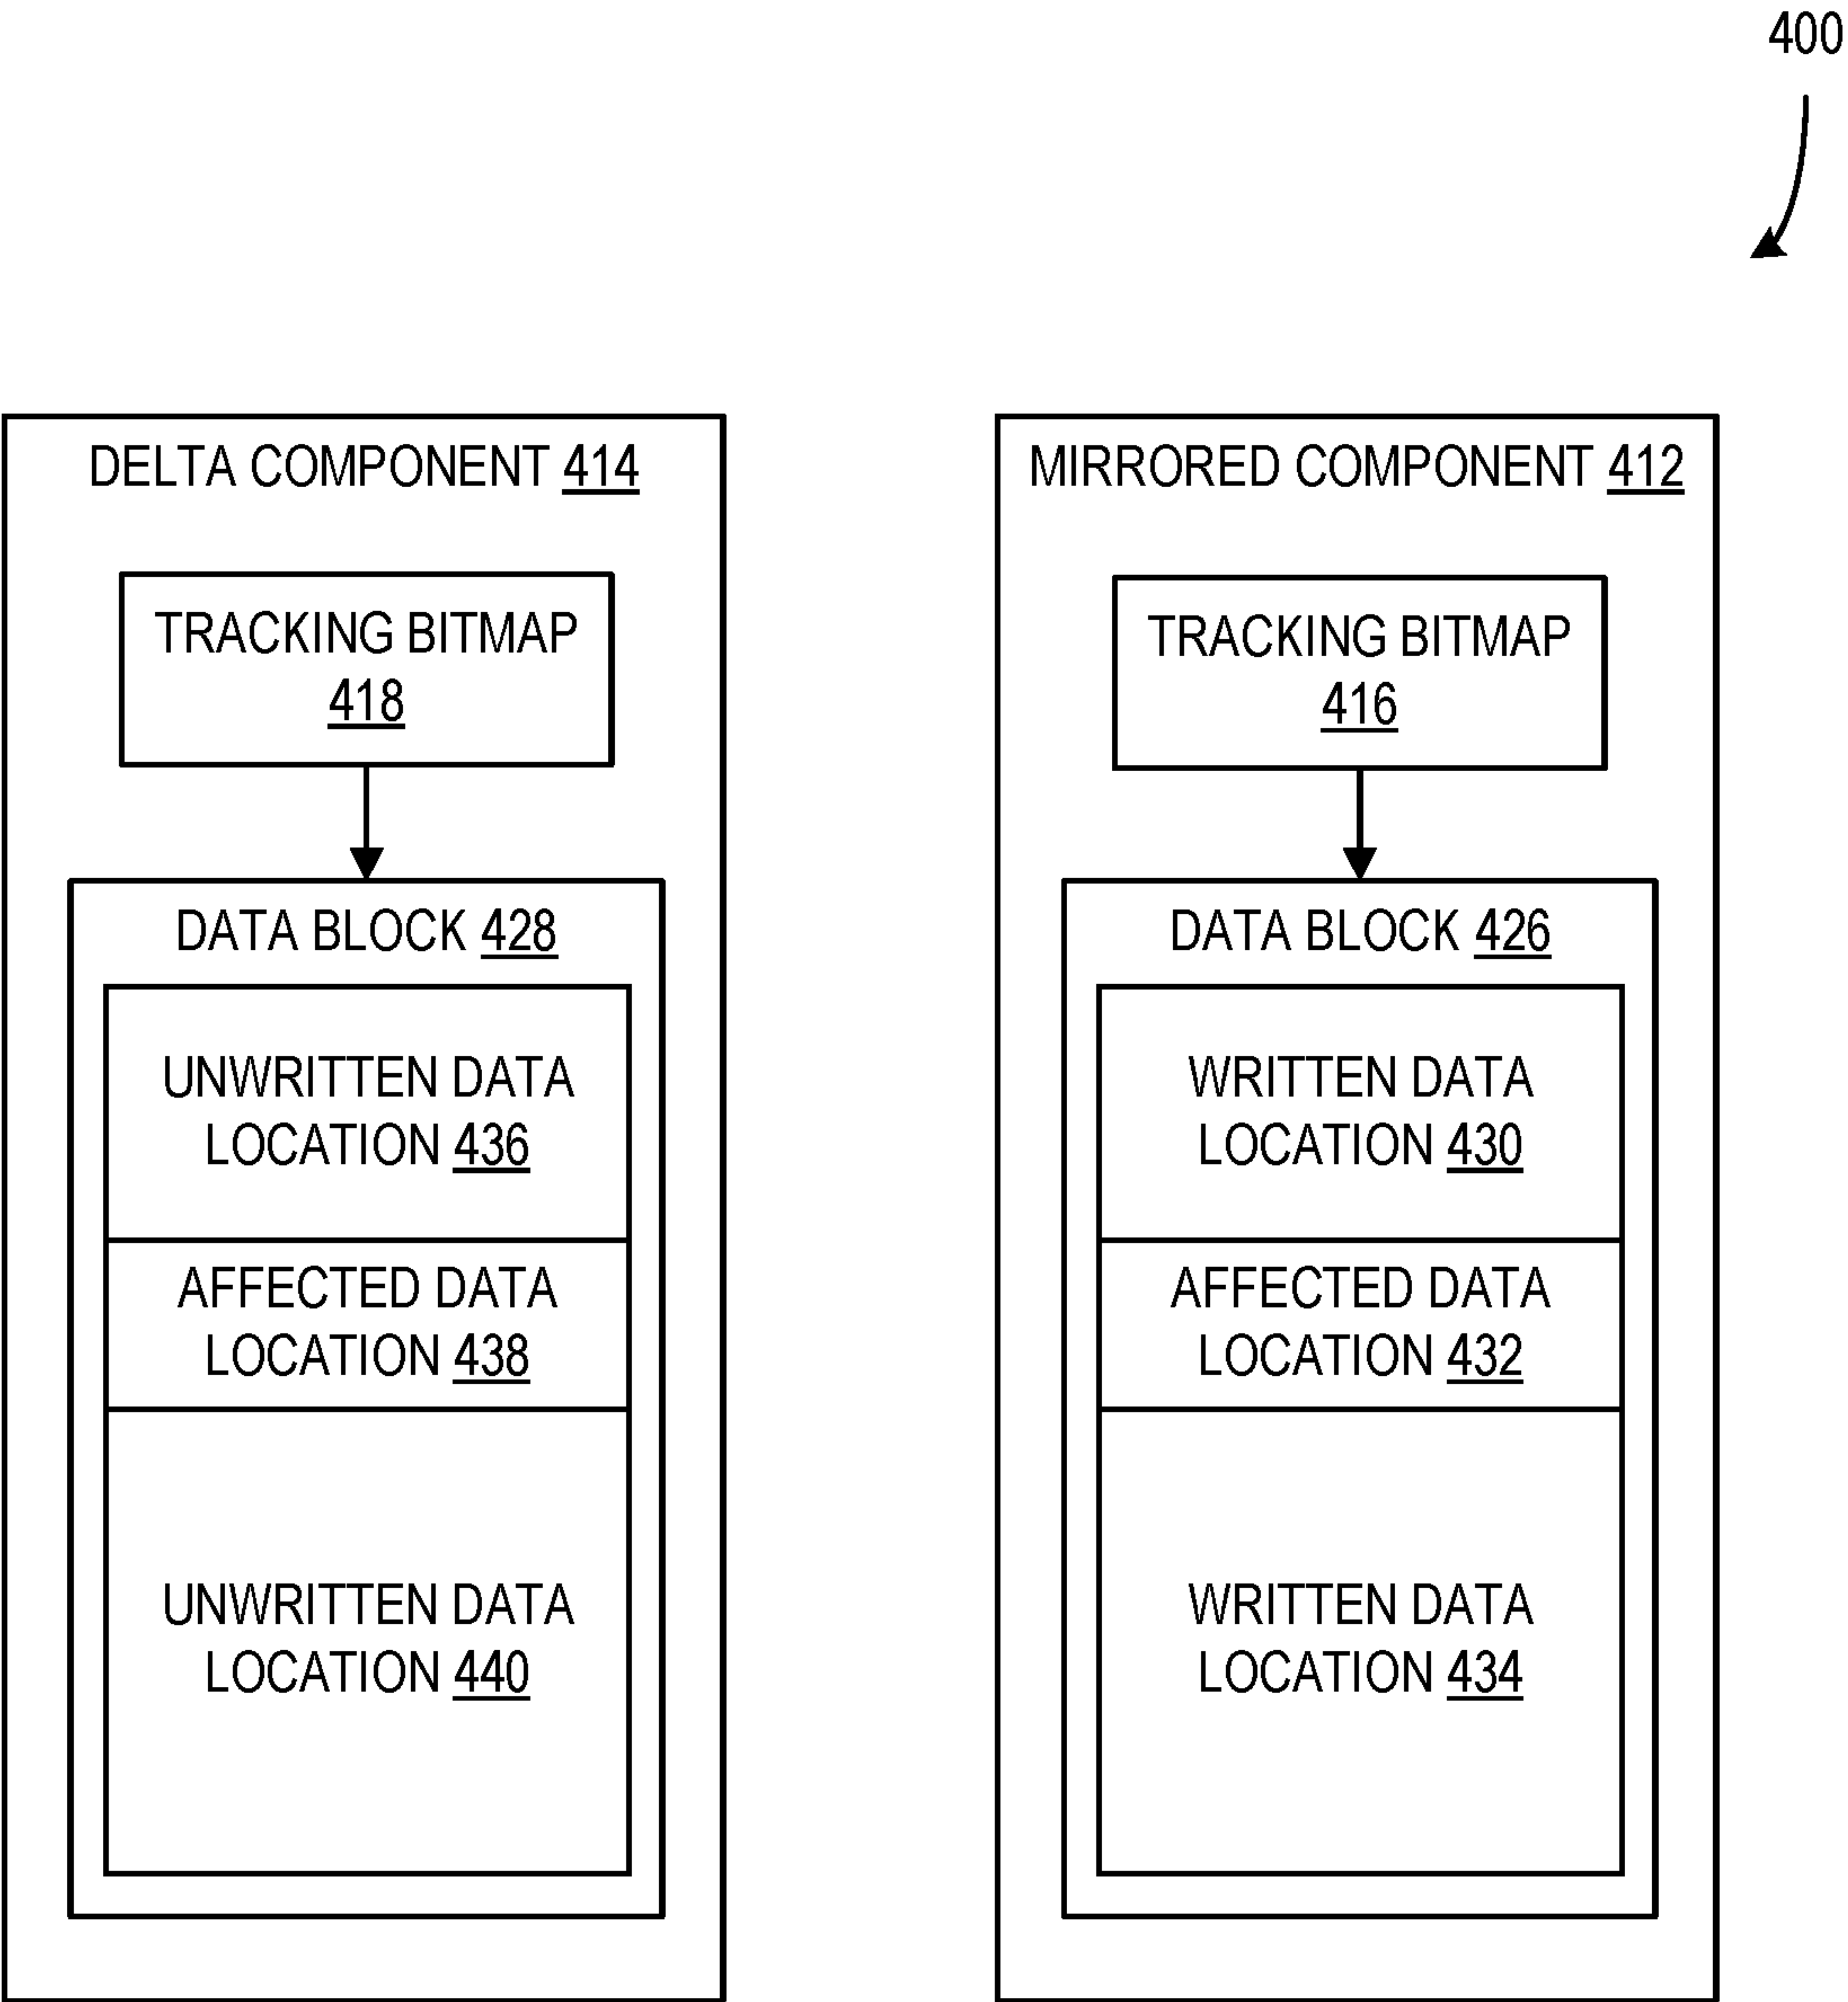 400
DELTA COMPONENT 414
TRACKING BITMAP
418
DATA BLOCK 428
UNWRITTEN DATA
LOCATION 436
AFFECTED DATA
LOCATION 438
UNWRITTEN DATA
LOCATION 440
MIRRORED COMPONENT 412
TRACKING BITMAP
416
DATA BLOCK 426
WRITTEN DATA
LOCATION 430
AFFECTED DATA
LOCATION 432
WRITTEN DATA
LOCATION 434